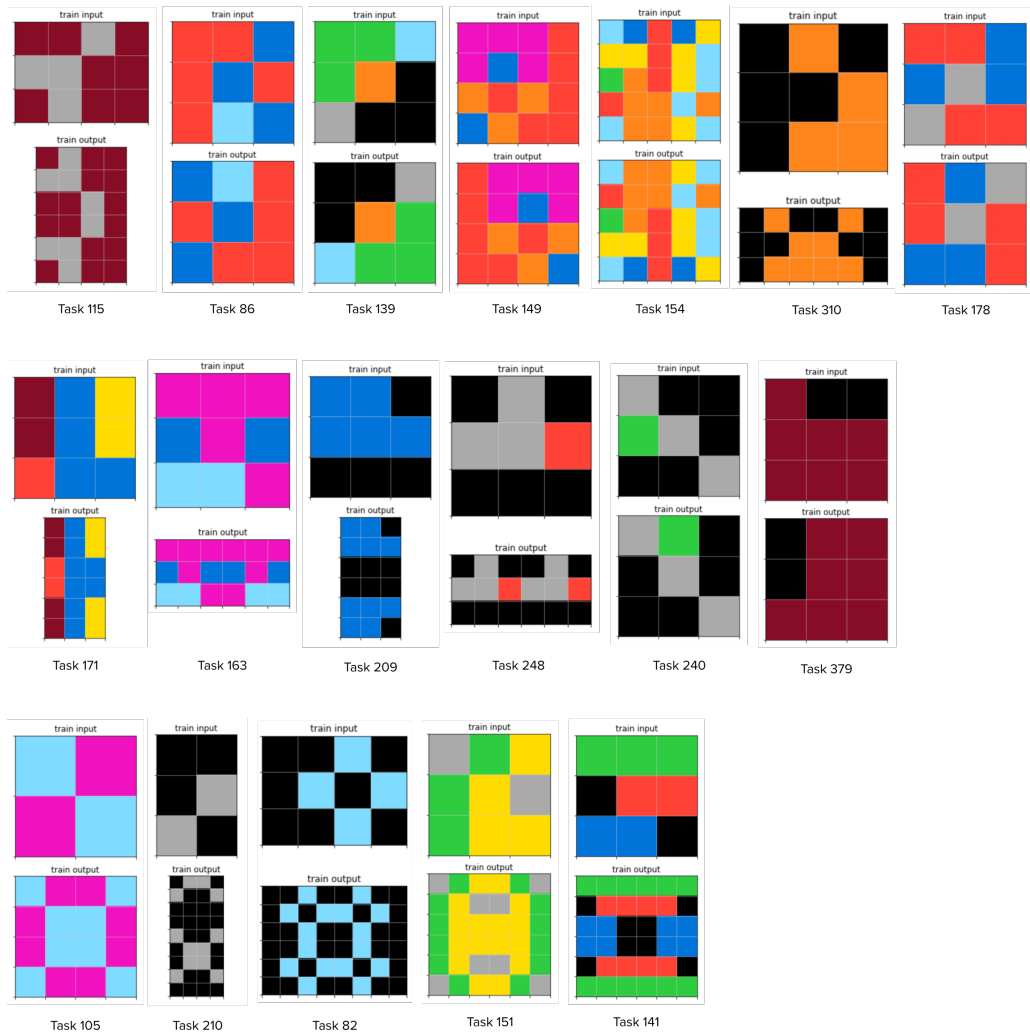 train input
train input
train input
train input
train input
train input
train input
train output
train output
train output
train output
train output
train output
train output
Task 115
Task 86
Task 139
Task 149
Task 154
Task 310
Task 178
train input
train input
train input
train input
train input
train input
train output
train output
train output
train output
train output
train output
Task 171
Task 163
Task 209
Task 248
Task 240
Task 379
train input
train input
train input
train input
train input
train output
train output
train output
train output
train output
Task 105
Task 210
Task 82
Task 151
Task 141